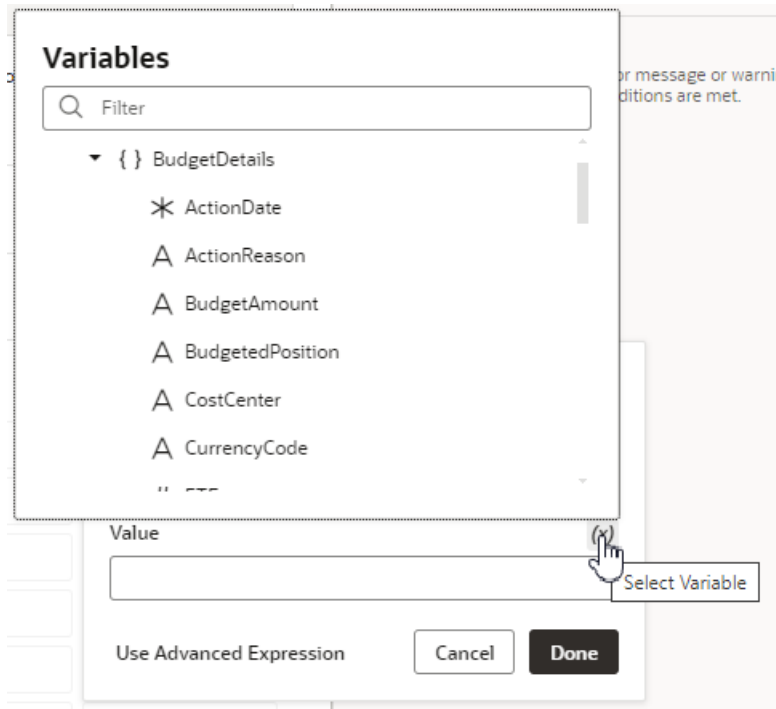 Variables
or message or warni
ditions are met.
Filter
{ } BudgetDetails
ActionDate
A ActionReason
A BudgetAmount
A BudgetedPosition
A CostCenter
A CurrencyCode
Value
(x)
Select Variable
Use Advanced Expression
Cancel
Done